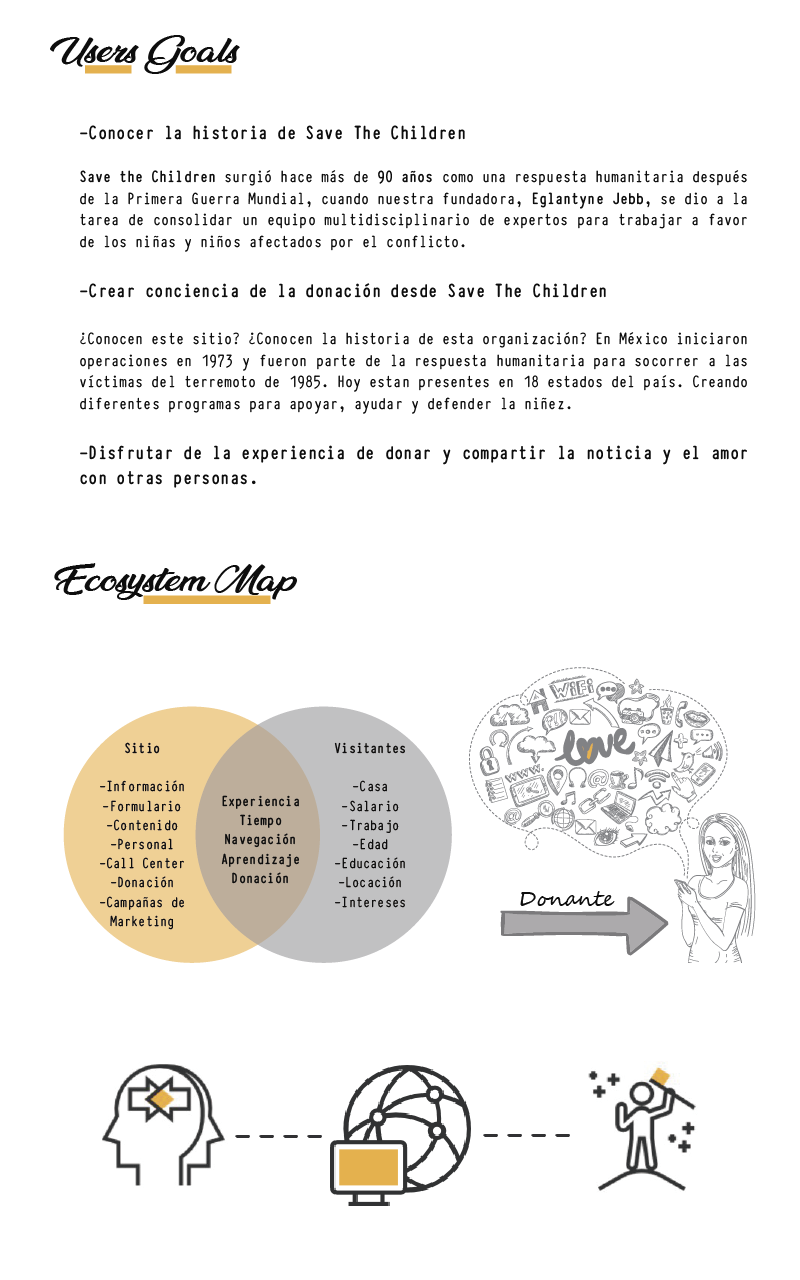 Users Goals
-Conocer la historia de Save The Children
Save the Children surgió hace más de 90 años como una respuesta humanitaria después
de la Primera Guerra Mundial, cuando nuestra fundadora, Eglantyne Jebb, se dio a la
tarea de consolidar un equipo multidisciplinario de expertos para trabajar a favor
de los niñas y niños afectados por el conflicto.
-Crear conciencia de la donación desde Save The Children
¿Conocen este sitio? ¿Conocen la historia de esta organización? En México iniciaron
operaciones en 1973 y fueron parte de la respuesta humanitaria para socorrer a las
víctimas del terremoto de 1985. Hoy estan presentes en 18 estados del país. Creando
diferentes programas para apoyar, ayudar y defender la niñez.
-Disfrutar de la experiencia de donar y compartir la noticia y el amor
con otras personas.
Ecosystem Map
Sitio
-Información
-Formulario
-Contenido
-Personal
-Call Center
-Donación
-Campañas de
Marketing
Experiencia
Tiempo
Navegación
Aprendizaje
Donación
Visitantes
-Casa
-Salario
-Trabajo
-Edad
-Educación
-Locación
-Intereses
WiFi
love
WWW.
@
@
Donante